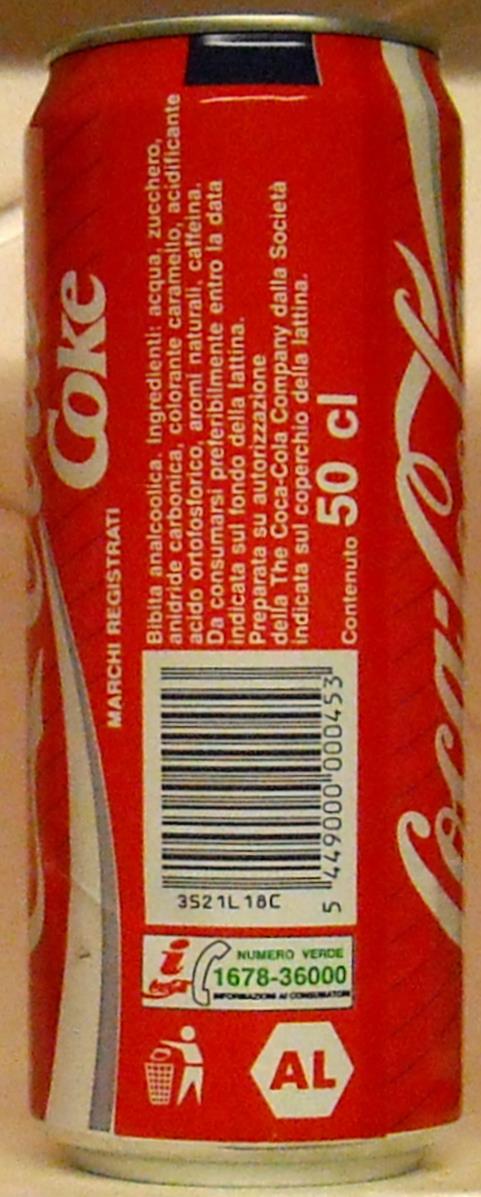 Coke
MARCHI REGISTRATI
Bibita analcoolica. Ingredienti: acqua, zucchero,
anidride carbonica, colorante caramello, acidificante
acido ortofosforico, aromi naturali, caffeina.
Da consumarsi preferibilmente entro la data
indicata sul fondo della lattina.
Preparata su autorizzazione
della The Coca-Cola Company dalla Società
indicata sul coperchio della lattina.
Contenuto 50 cl
3521L18C
5 449000 000453
i
Coca-Cola
NUMERO VERDE
1678-36000
INFORMAZIONI AI CONSUMATORI
AL
Coca-C